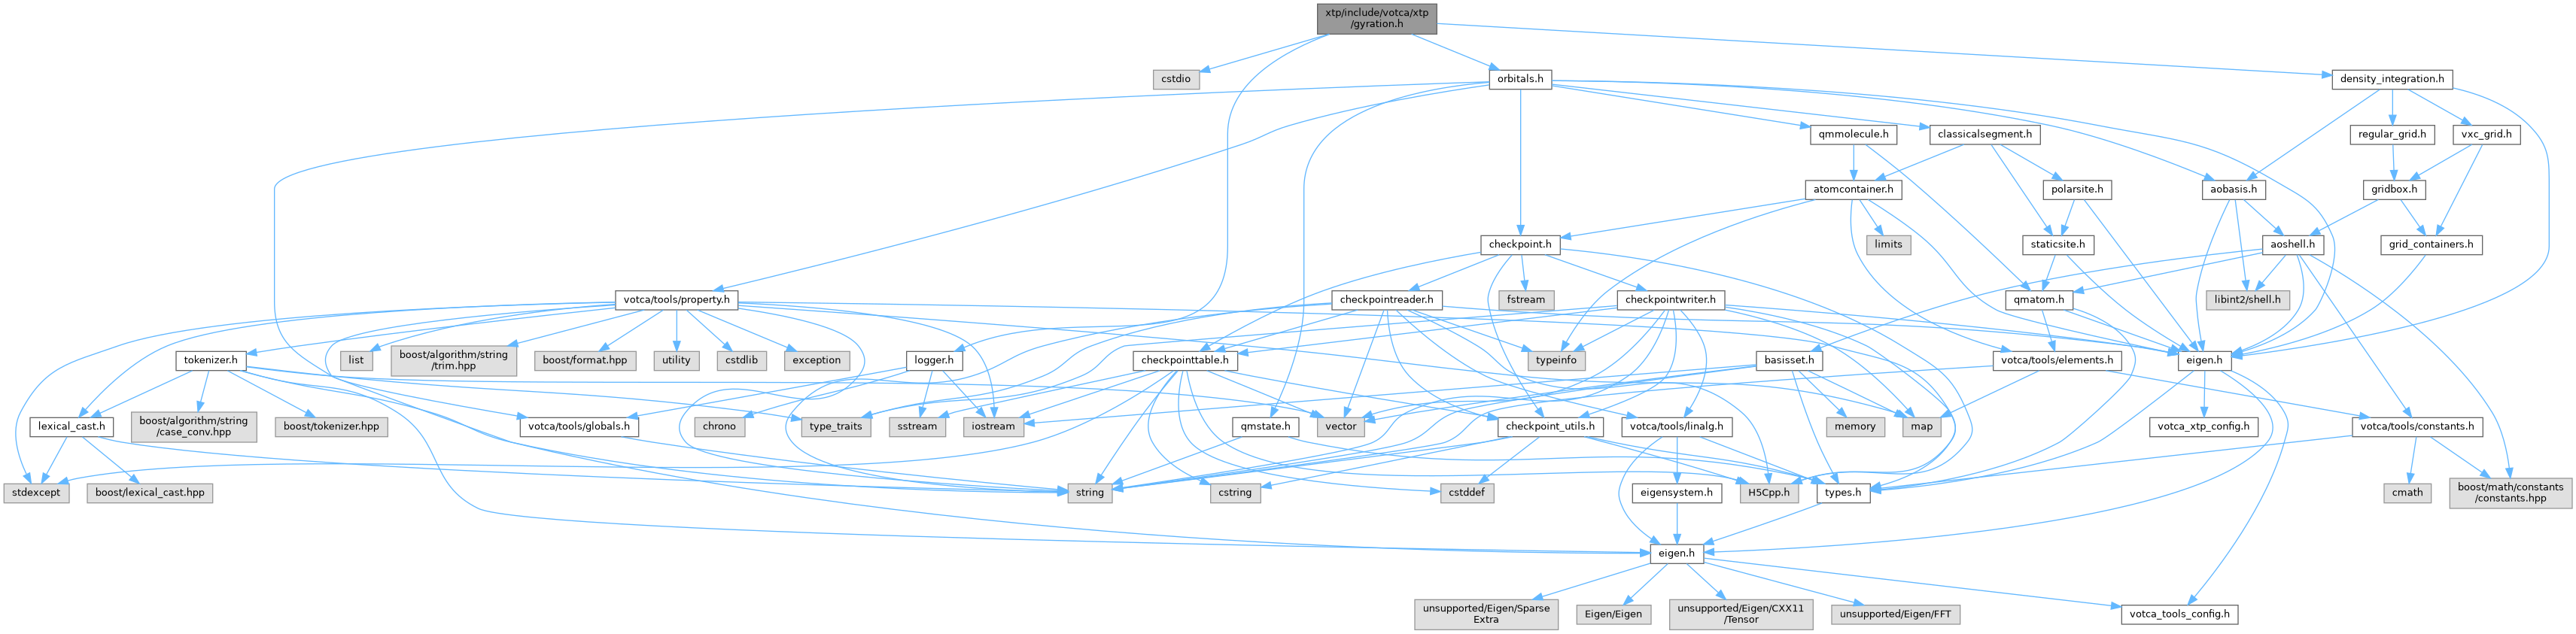 xtp/include/votca/xtp
/gyration.h
cstdio
orbitals.h
density_integration.h
qmmolecule.h
classicalsegment.h
regular_grid.h
vxc_grid.h
atomcontainer.h
polarsite.h
aobasis.h
gridbox.h
checkpoint.h
limits
staticsite.h
aoshell.h
grid_containers.h
votca/tools/property.h
checkpointreader.h
fstream
checkpointwriter.h
qmatom.h
libint2/shell.h
tokenizer.h
list
boost/algorithm/string
/trim.hpp
boost/format.hpp
utility
cstdlib
exception
logger.h
checkpointtable.h
typeinfo
basisset.h
votca/tools/elements.h
eigen.h
lexical_cast.h
boost/algorithm/string
/case_conv.hpp
boost/tokenizer.hpp
votca/tools/globals.h
chrono
type_traits
sstream
iostream
qmstate.h
vector
checkpoint_utils.h
votca/tools/linalg.h
memory
map
votca_xtp_config.h
votca/tools/constants.h
stdexcept
boost/lexical_cast.hpp
string
cstring
cstddef
eigensystem.h
H5Cpp.h
types.h
cmath
boost/math/constants
/constants.hpp
eigen.h
unsupported/Eigen/Sparse
Extra
Eigen/Eigen
unsupported/Eigen/CXX11
/Tensor
unsupported/Eigen/FFT
votca_tools_config.h